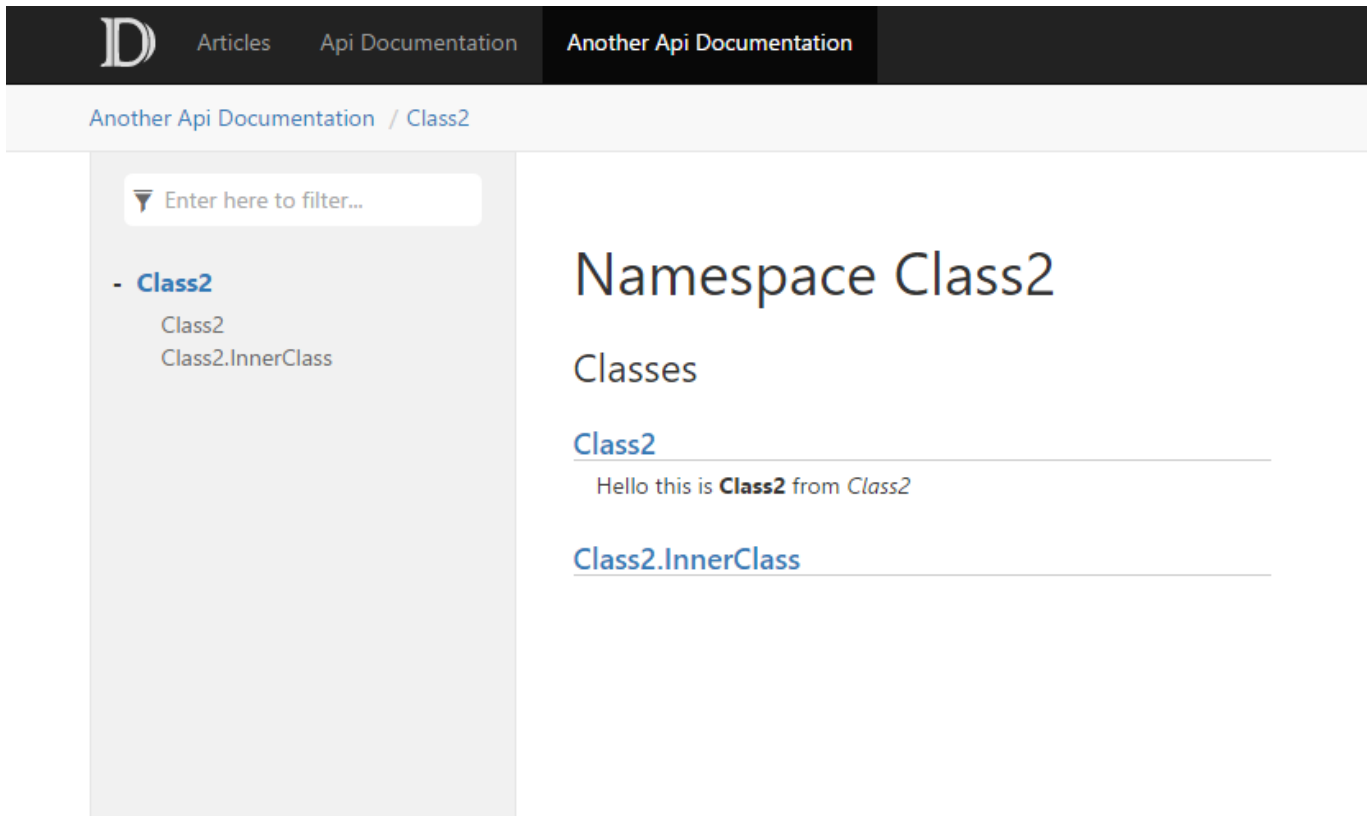 D Articles Api Documentation Another Api Documentation
Another Api Documentation / Class2
Enter here to filter...
- Class2
Class2
Class2.InnerClass
Namespace Class2
Classes
Class2
Hello this is Class2 from Class2
Class2.InnerClass